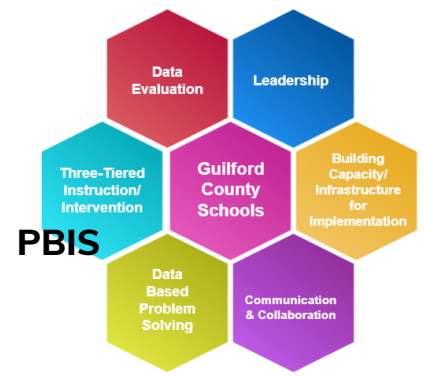 Data
Evaluation
Leadership
Three-Tiered
Instruction/
Intervention
Guilford
County
Schools
Building
Capacity/
Infrastructure
for
Implementation
PBIS
Data
Based
Problem
Solving
Communication
& Collaboration